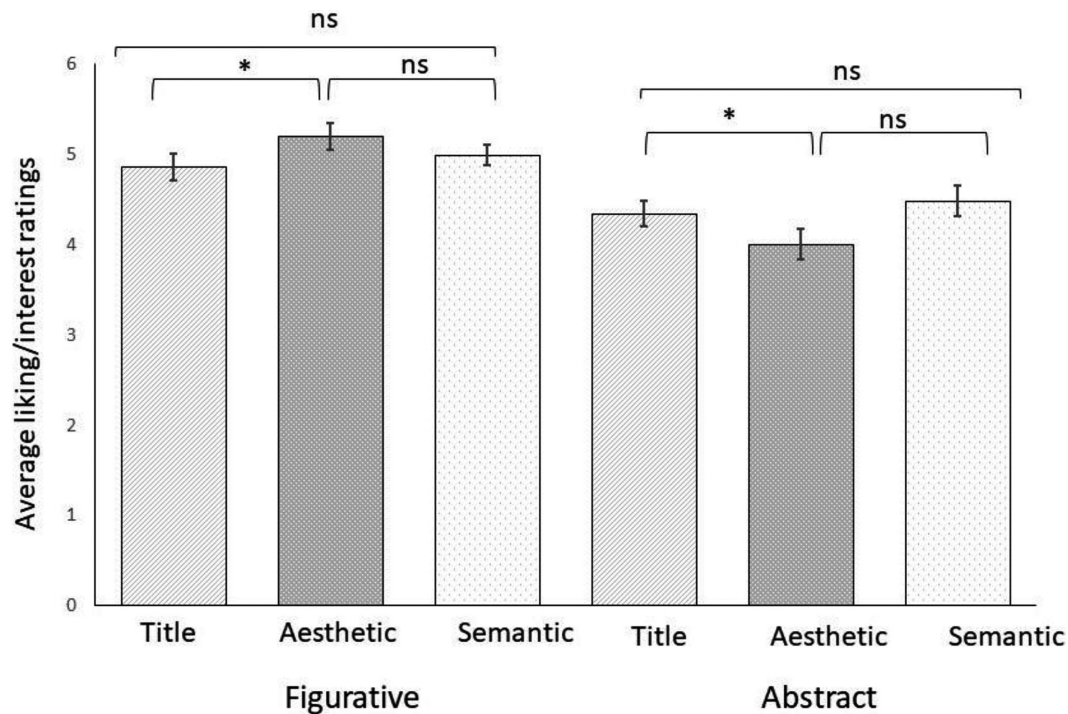 ns
* ns
ns
* ns
6
5
4
3
2
1
0
Average liking/interest ratings
Title Aesthetic Semantic Title Aesthetic Semantic
Figurative Abstract